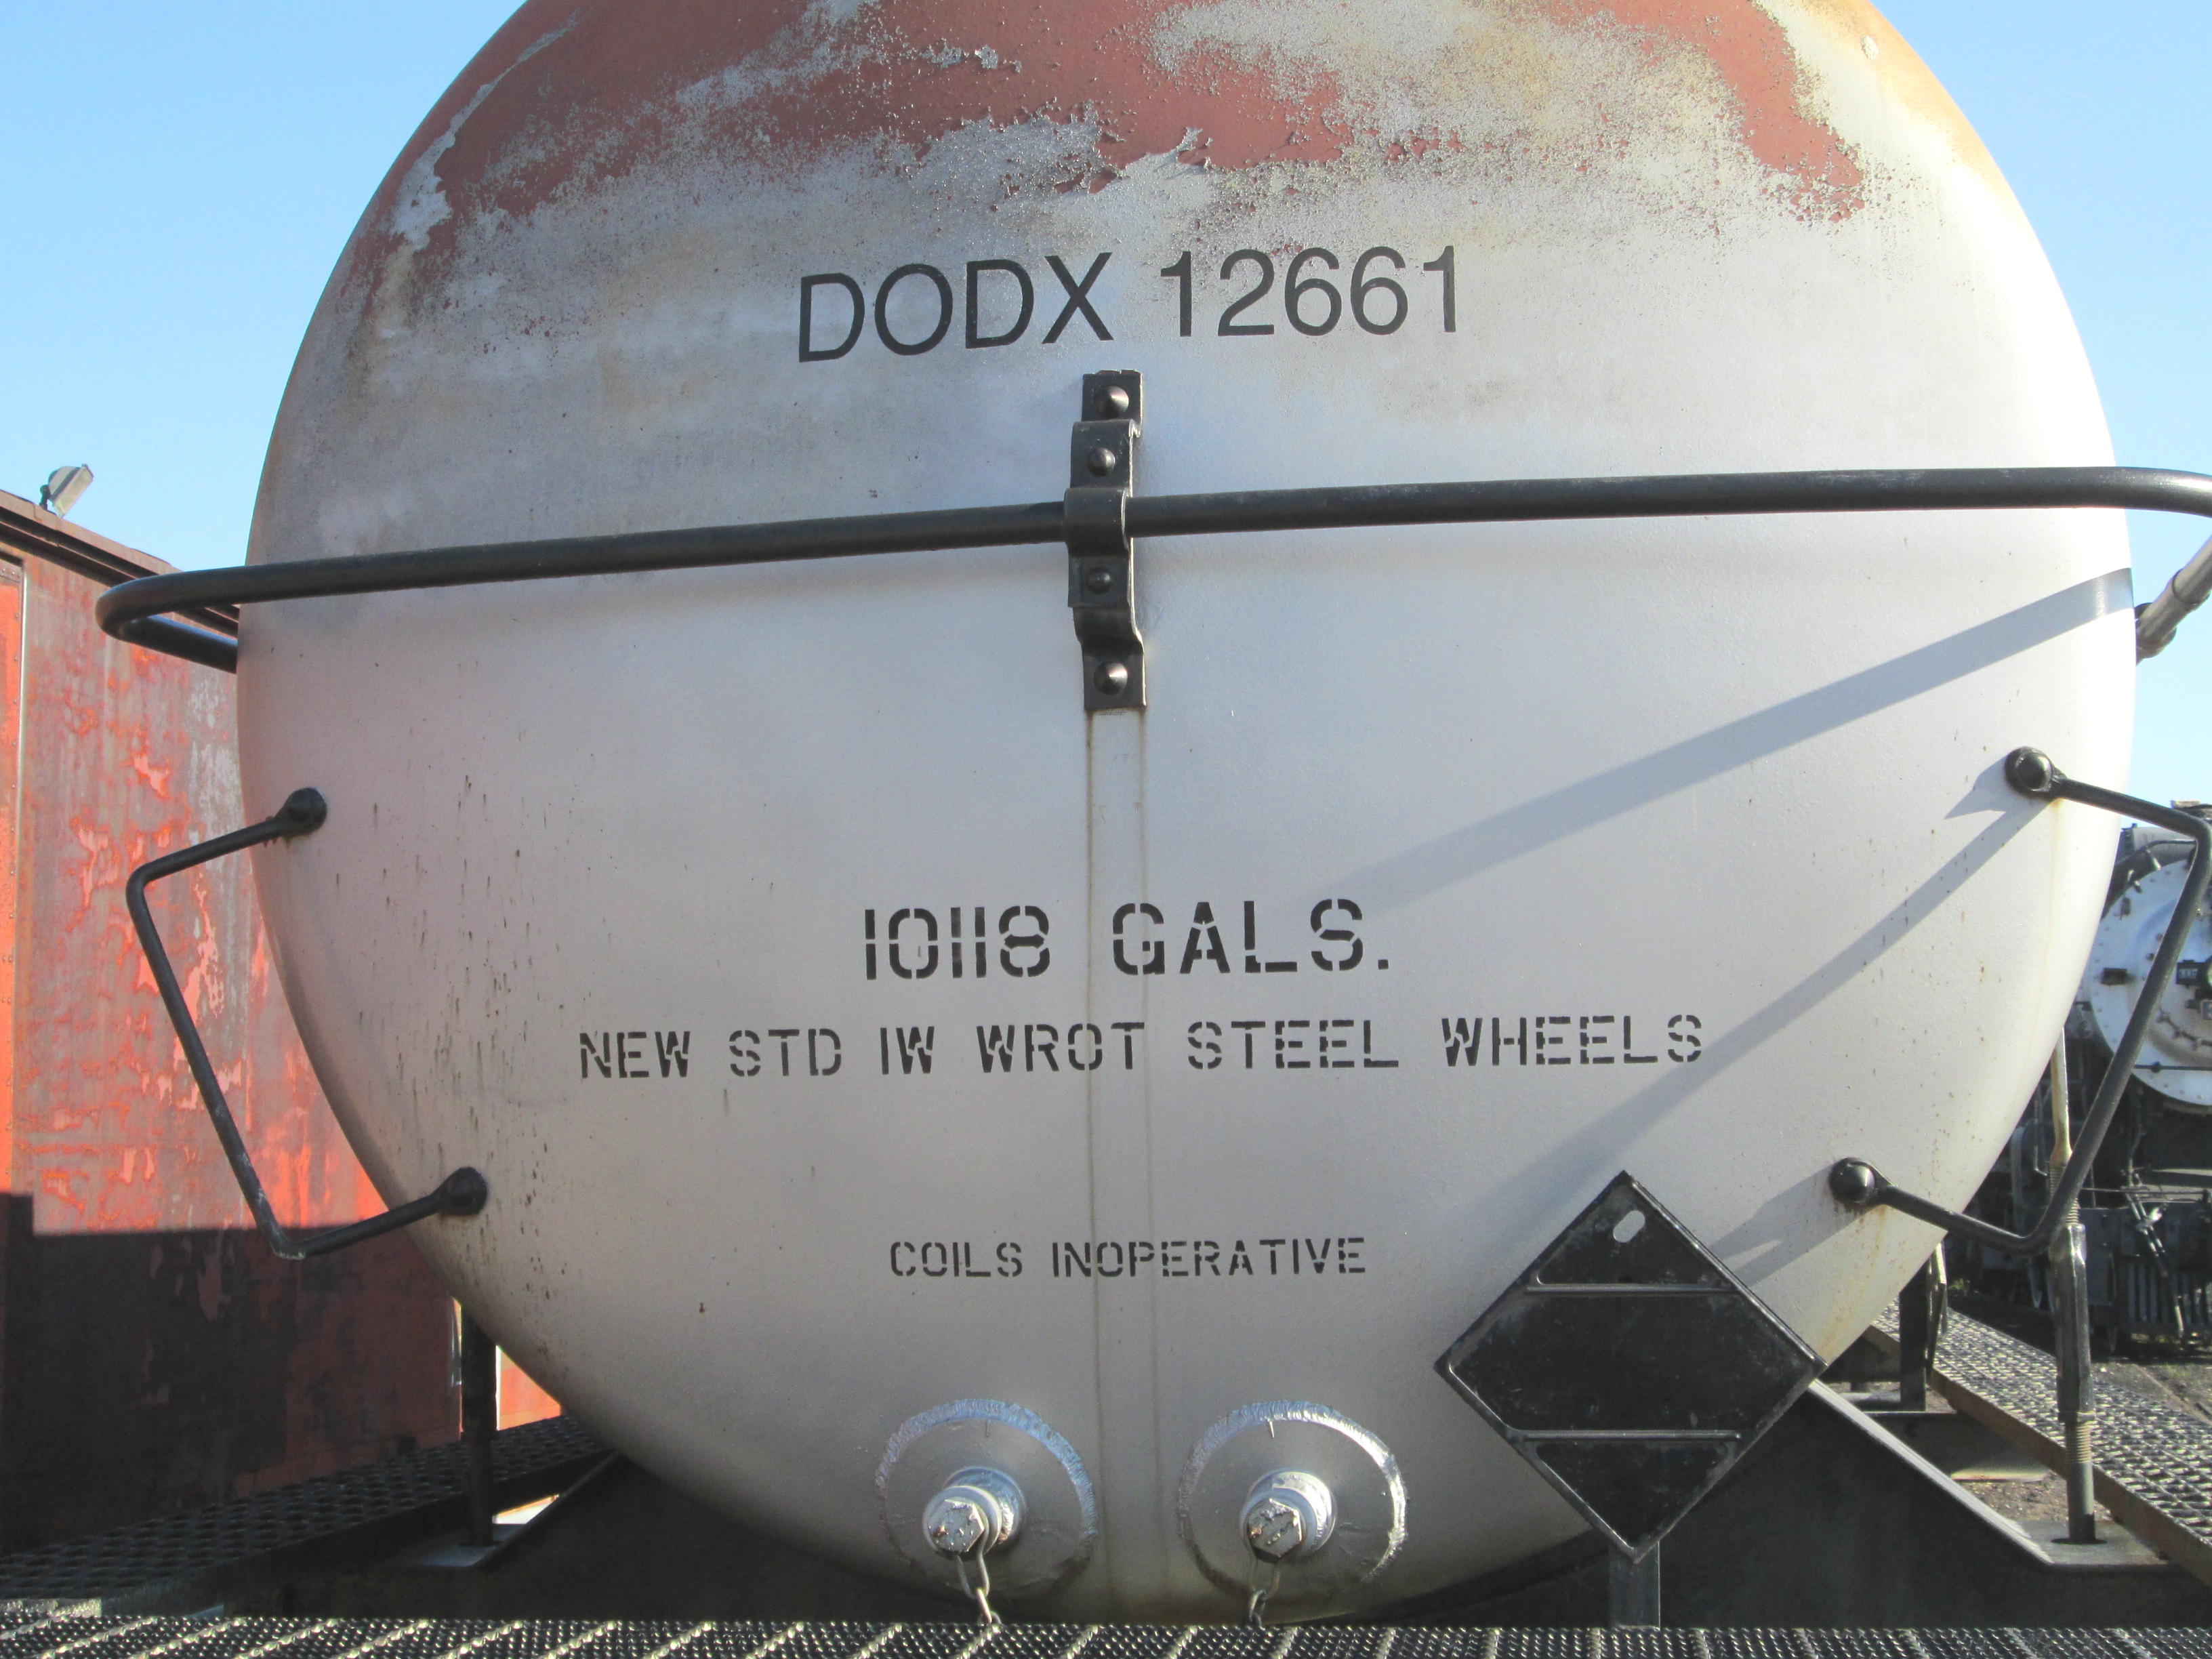 DODX 12661
10118 GALS.
NEW STD IW WROT STEEL WHEELS
COILS INOPERATIVE